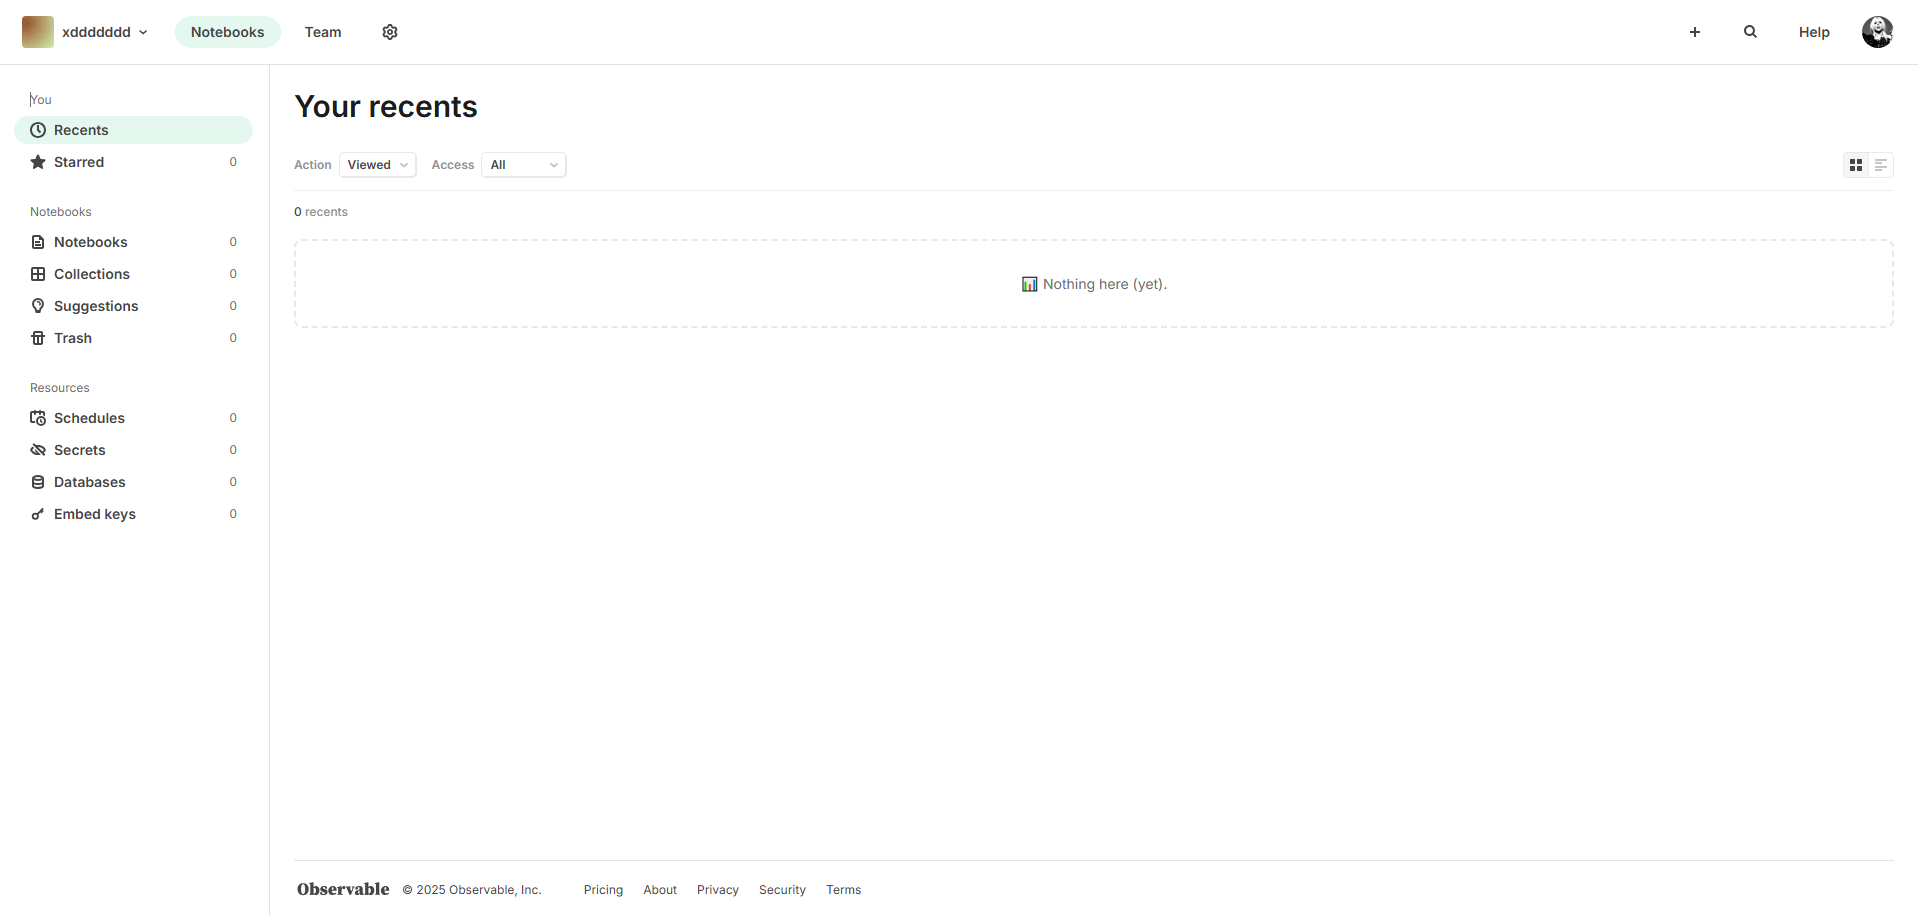 xddddddd Notebooks Team Help
You
Recents
Starred 0
Notebooks
Notebooks 0
Collections 0
Suggestions 0
Trash 0
Resources
Schedules 0
Secrets 0
Databases 0
Embed keys 0
Your recents
Action Viewed Access All
0 recents
Nothing here (yet).
Observable © 2025 Observable, Inc. Pricing About Privacy Security Terms